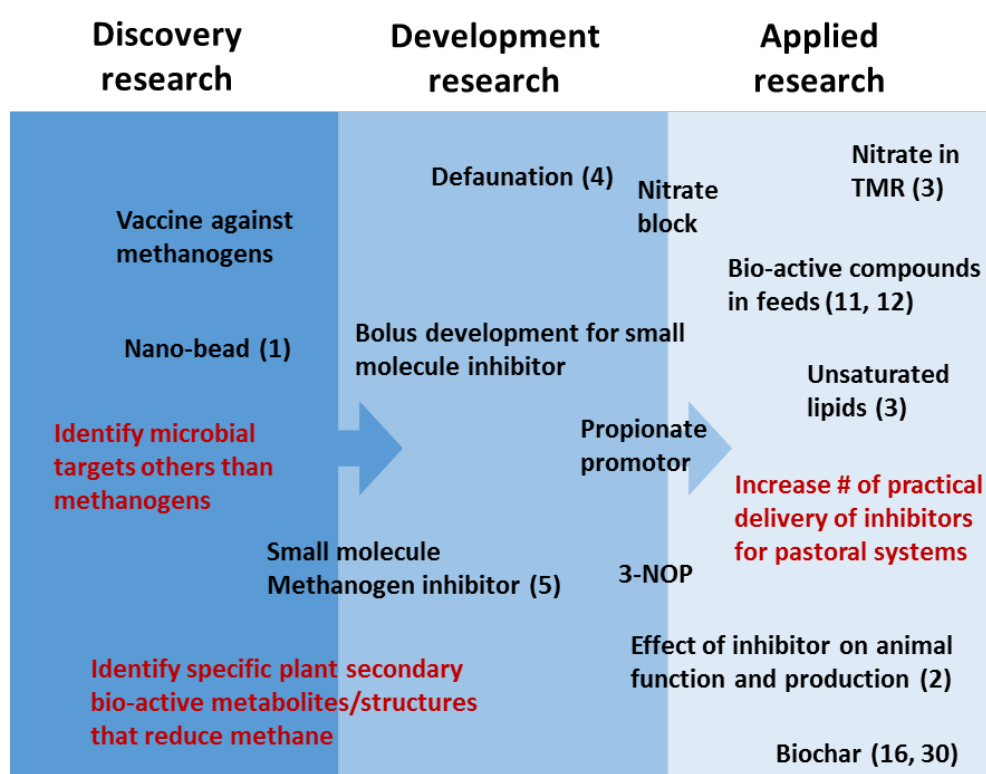 Discovery
research
Development
research
Applied
research
Vaccine against
methanogens
Nano-bead (1)
Identify microbial
targets others than
methanogens
Small molecule
Methanogen inhibitor (5)
Identify specific plant secondary
bio-active metabolites/structures
that reduce methane
Defaunation (4)
Nitrate
block
Bolus development for small
molecule inhibitor
Propionate
promotor
3-NOP
Nitrate in
TMR (3)
Bio-active compounds
in feeds (11, 12)
Unsaturated
lipids (3)
Increase # of practical
delivery of inhibitors
for pastoral systems
Effect of inhibitor on animal
function and production (2)
Biochar (16, 30)